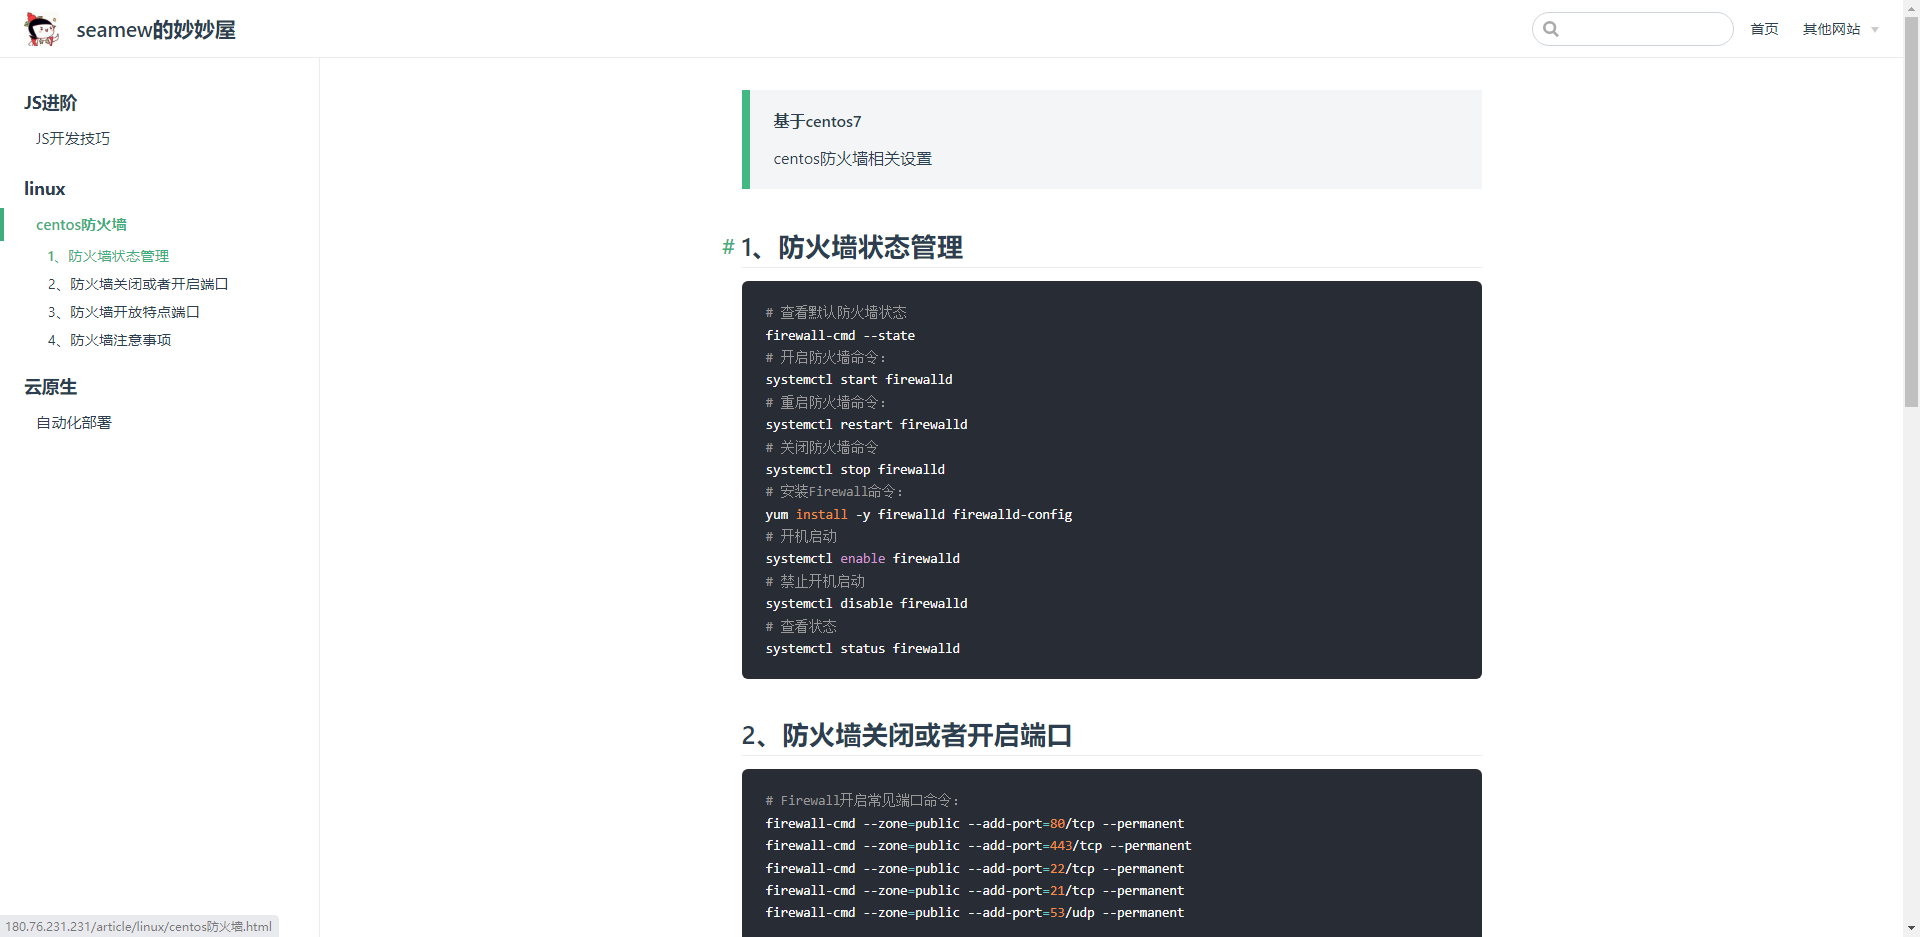 seamew的妙妙屋
首页
其他网站
JS进阶
JS开发技巧
linux
centos防火墙
1、防火墙状态管理
2、防火墙关闭或者开启端口
3、防火墙开放特点端口
4、防火墙注意事项
云原生
自动化部署
基于centos7
centos防火墙相关设置
# 1、防火墙状态管理
# 查看默认防火墙状态
firewall-cmd --state
# 开启防火墙命令：
systemctl start firewalld
# 重启防火墙命令：
systemctl restart firewalld
# 关闭防火墙命令
systemctl stop firewalld
# 安装Firewall命令：
yum install -y firewalld firewalld-config
# 开机启动
systemctl enable firewalld
# 禁止开机启动
systemctl disable firewalld
# 查看状态
systemctl status firewalld
2、防火墙关闭或者开启端口
# Firewall开启常见端口命令：
firewall-cmd --zone=public --add-port=80/tcp --permanent
firewall-cmd --zone=public --add-port=443/tcp --permanent
firewall-cmd --zone=public --add-port=22/tcp --permanent
firewall-cmd --zone=public --add-port=21/tcp --permanent
firewall-cmd --zone=public --add-port=53/udp --permanent
180.76.231.231/article/linux/centos防火墙.html